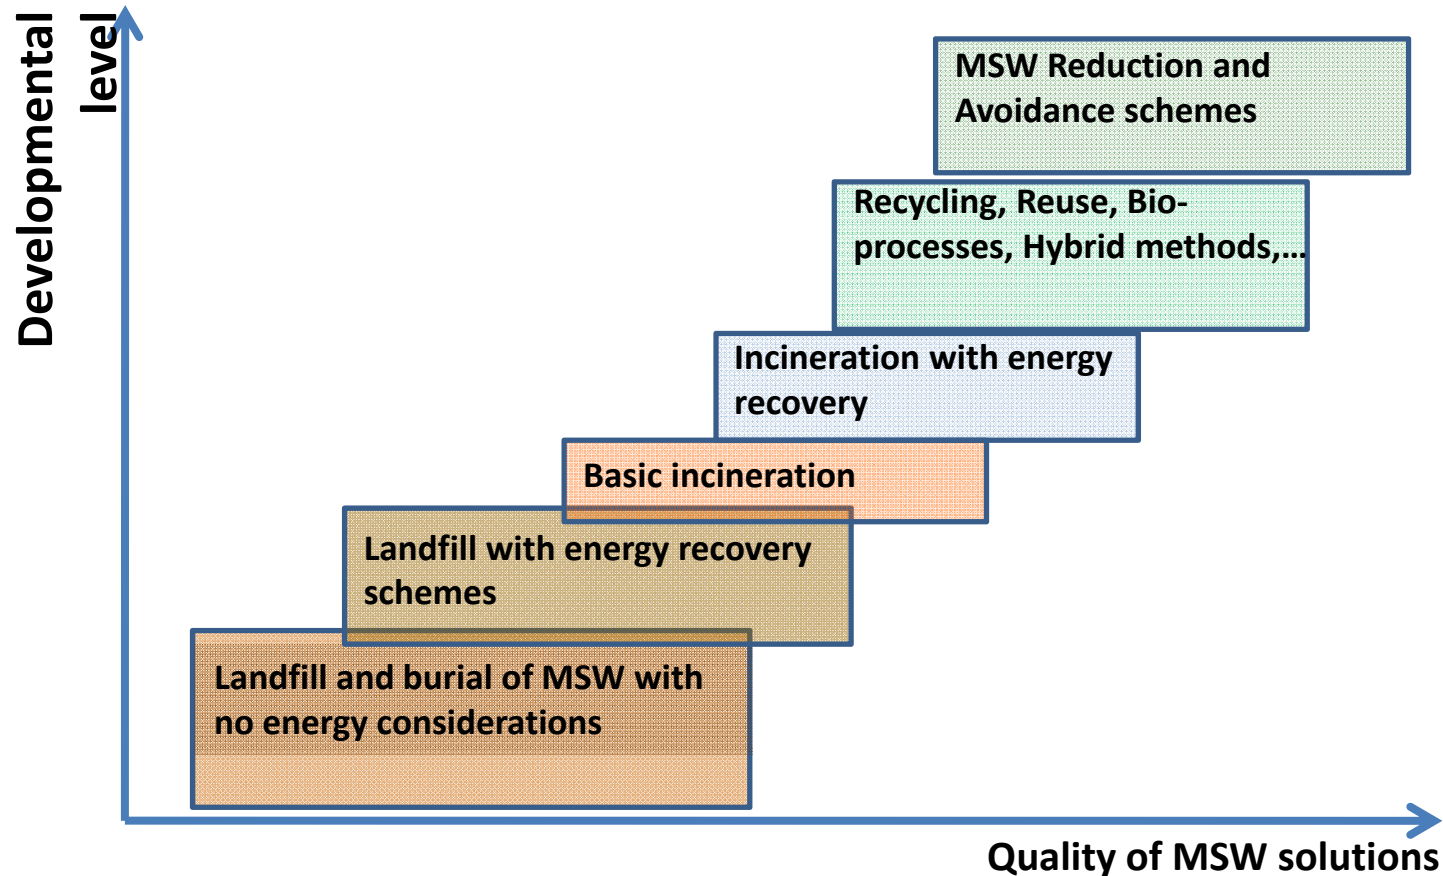 Developmental
level
MSW Reduction and
Avoidance schemes
Recycling, Reuse, Bio-
processes, Hybrid methods,...
Incineration with energy
recovery
Basic incineration
Landfill with energy recovery
schemes
Landfill and burial of MSW with
no energy considerations
Quality of MSW solutions